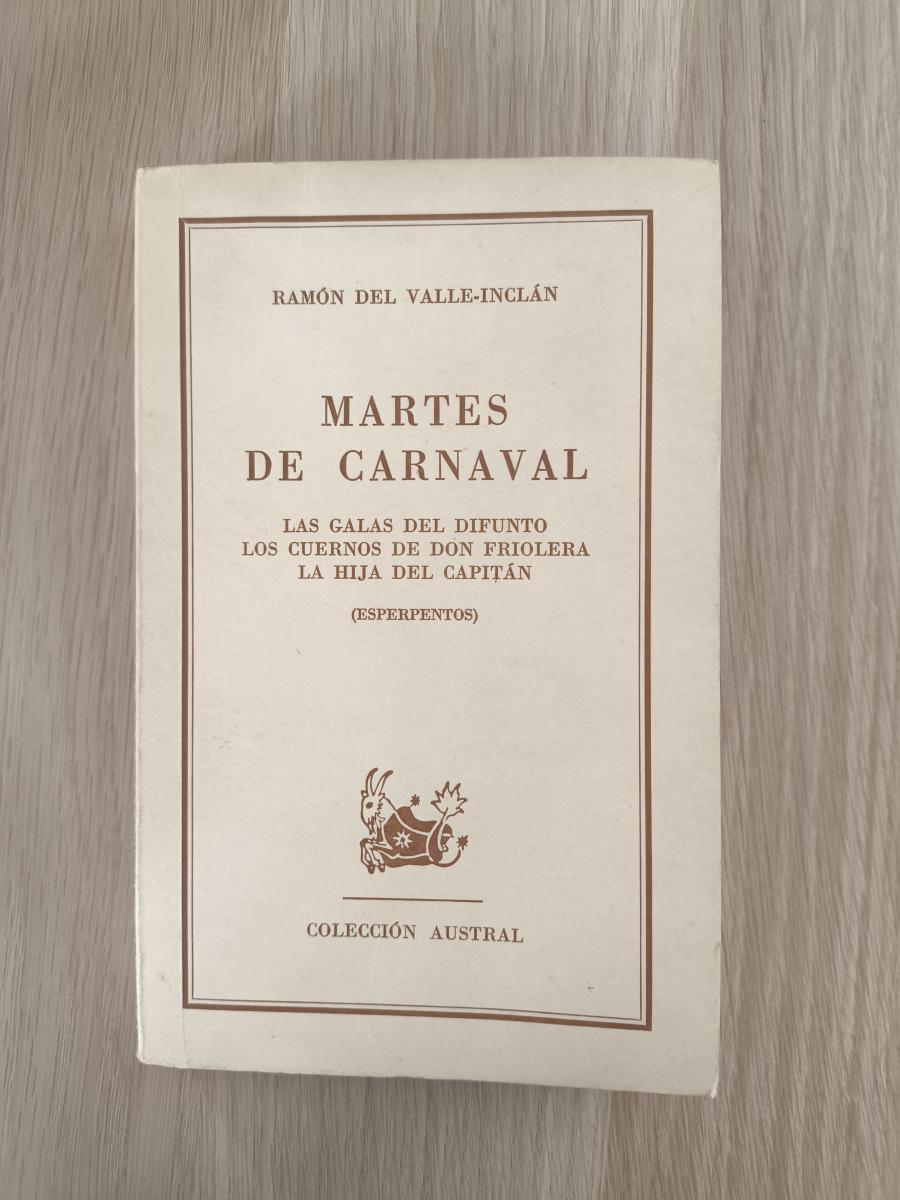 RAMÓN DEL VALLE-INCLÁN
MARTES
DE CARNAVAL
LAS GALAS DEL DIFUNTO
LOS CUERNOS DE DON FRIOLERA
LA HIJA DEL CAPITÁN
(ESPERPENTOS)
COLECCIÓN AUSTRAL